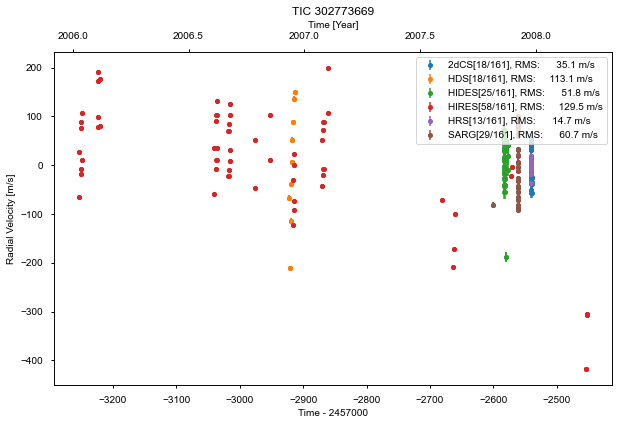 TIC 302773669
Time [Year]
2006.0 2006.5 2007.0 2007.5 2008.0
2dCS[18/161], RMS: 35.1 m/s
HDS[18/161], RMS: 113.1 m/s
HIDES[25/161], RMS: 51.8 m/s
HIRES[58/161], RMS: 129.5 m/s
HRS[13/161], RMS: 14.7 m/s
SARG[29/161], RMS: 60.7 m/s
Radial Velocity [m/s]
200
100
0
−100
−200
−300
−400
−3200 −3100 −3000 −2900 −2800 −2700 −2600 −2500
Time - 2457000